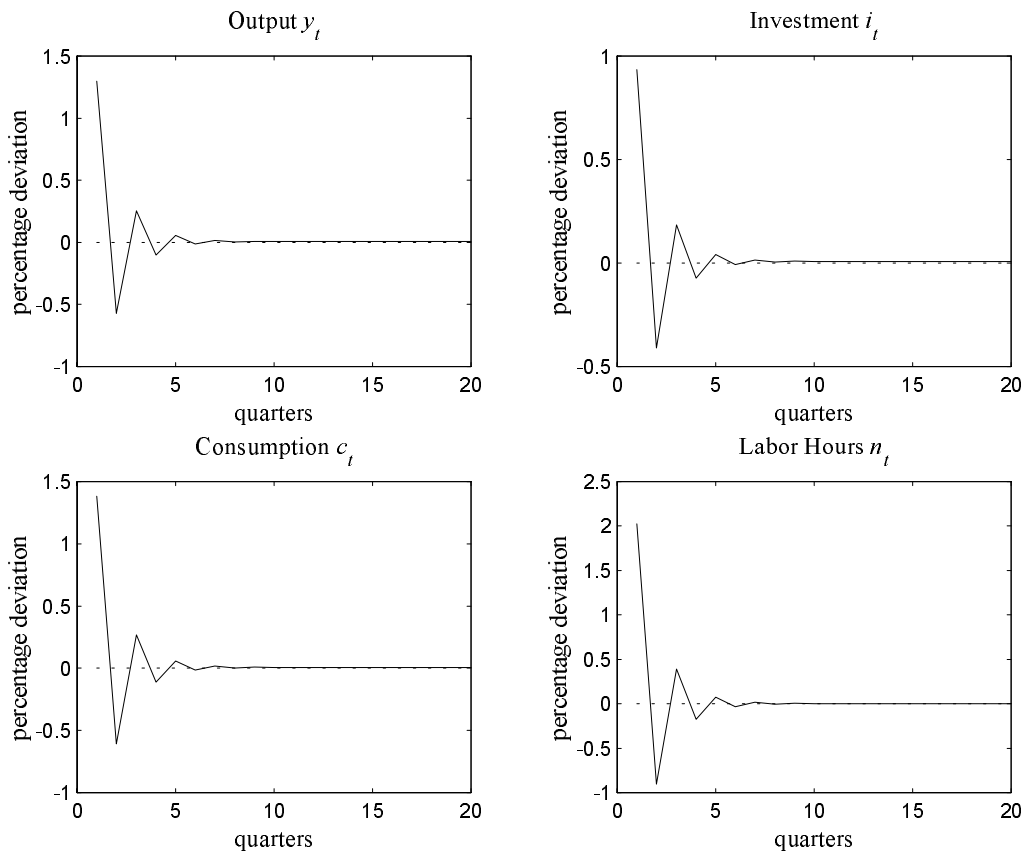 Output y_t
1.5
1
0.5
0
-0.5
-1
percentage deviation
0 5 10 15 20
quarters
Investment i_t
1
0.5
0
-0.5
percentage deviation
0 5 10 15 20
quarters
Consumption c_t
1.5
1
0.5
0
-0.5
-1
percentage deviation
0 5 10 15 20
quarters
Labor Hours n_t
2.5
2
1.5
1
0.5
0
-0.5
-1
percentage deviation
0 5 10 15 20
quarters